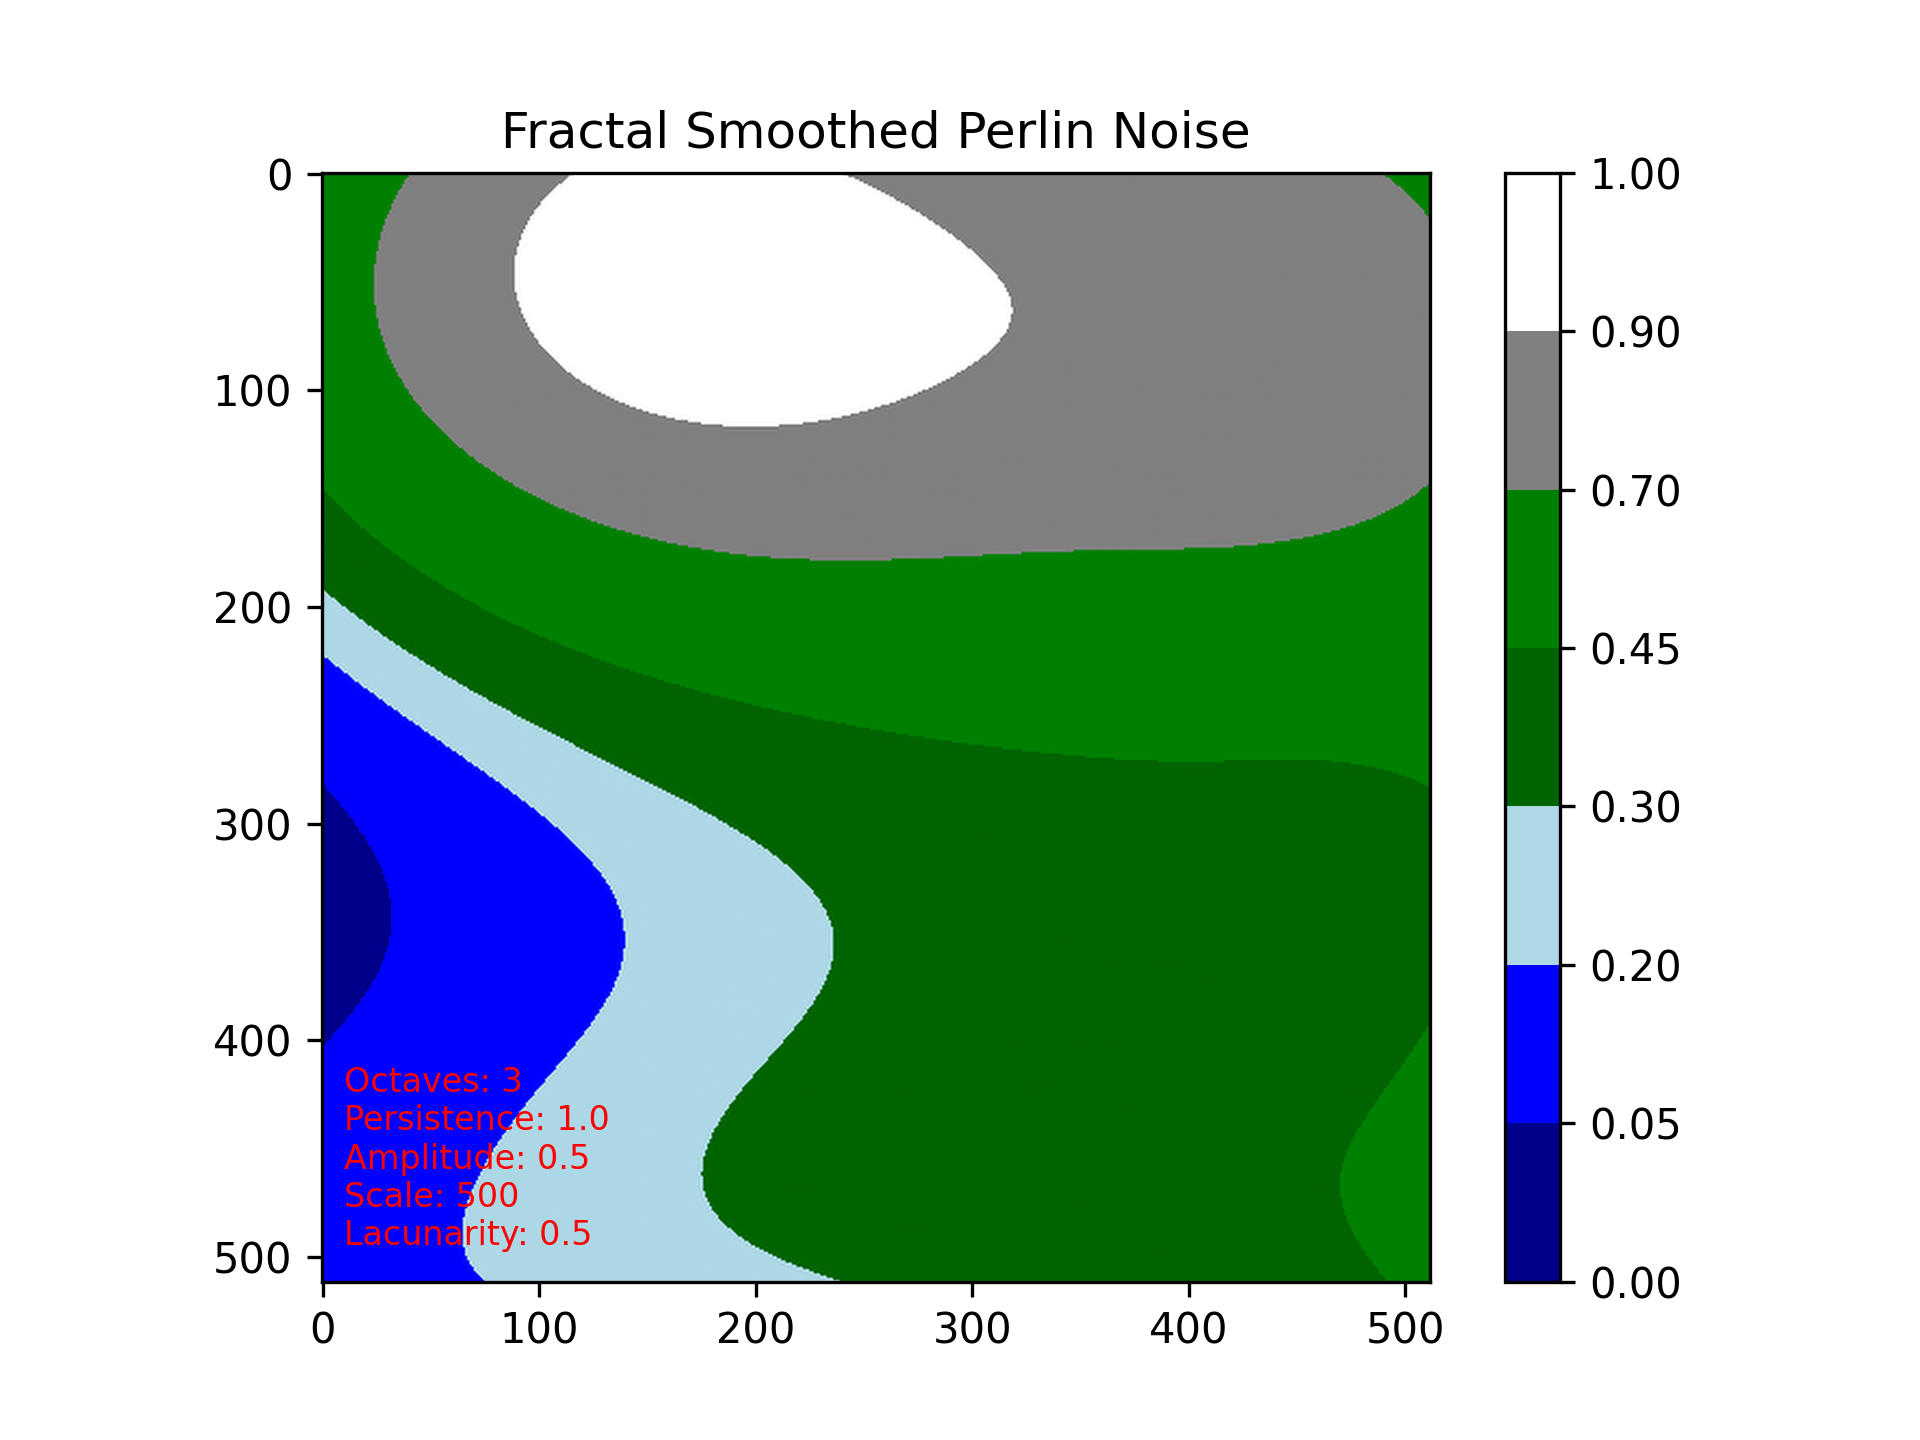 Fractal Smoothed Perlin Noise
0
100
200
300
400
500
Octaves: 3
Persistence: 1.0
Amplitude: 0.5
Scale: 500
Lacunarity: 0.5
0 100 200 300 400 500
1.00
0.90
0.70
0.45
0.30
0.20
0.05
0.00